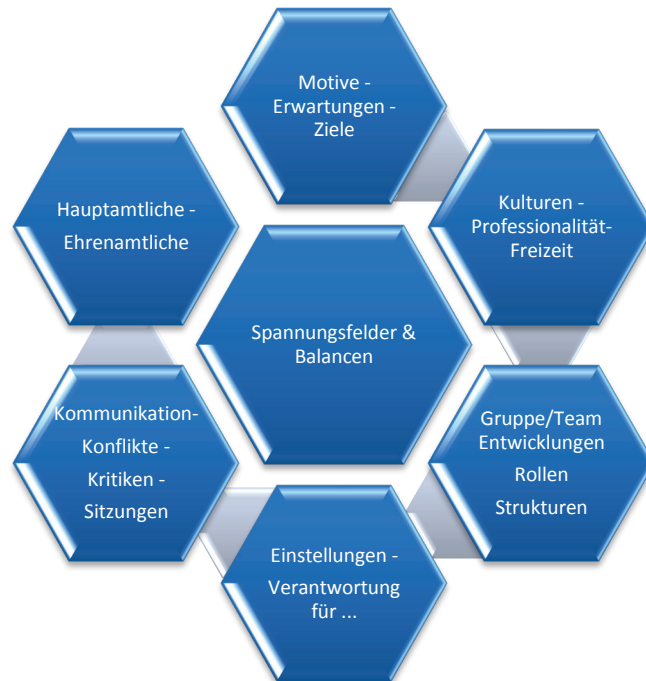 Motive -
Erwartungen -
Ziele
Kulturen -
Professionalität-
Freizeit
Gruppe/Team
Entwicklungen
Rollen
Strukturen
Einstellungen -
Verantwortung
für ...
Kommunikation-
Konflikte -
Kritiken -
Sitzungen
Hauptamtliche -
Ehrenamtliche
Spannungsfelder &
Balancen